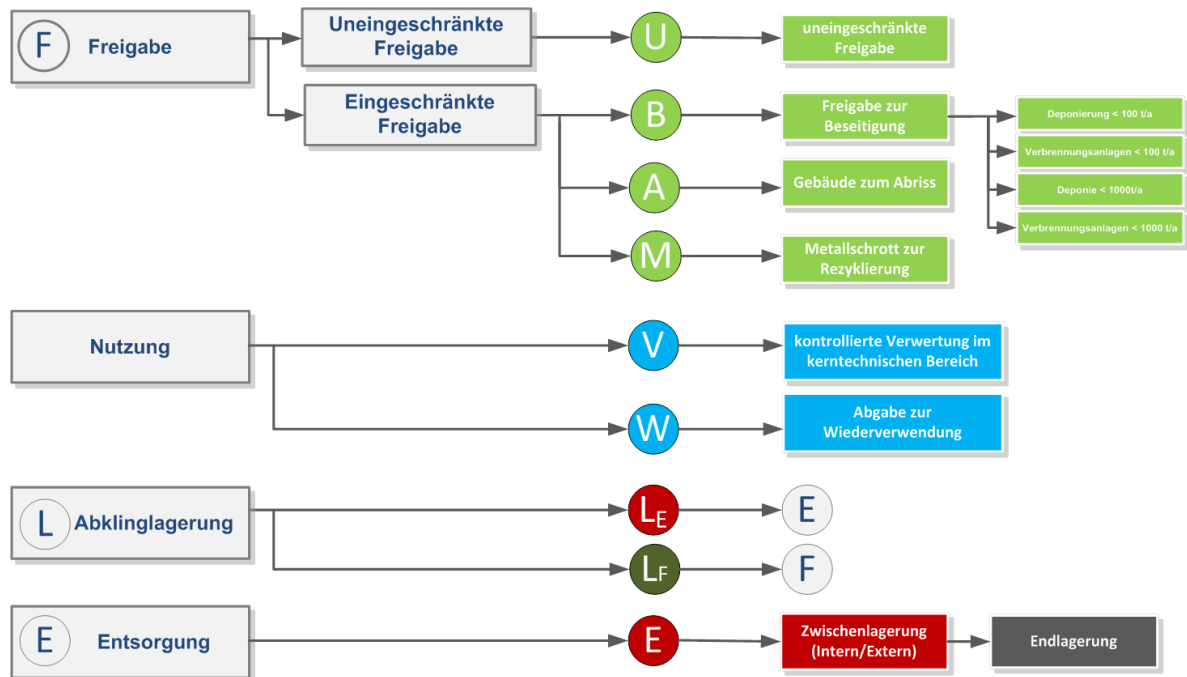 F Freigabe
Uneingeschränkte
Freigabe
U
uneingeschränkte
Freigabe
Eingeschränkte
Freigabe
B
Freigabe zur
Beseitigung
Deponierung < 100 t/a
Verbrennungsanlagen < 100 t/a
Deponie < 1000t/a
Verbrennungsanlagen < 1000 t/a
A
Gebäude zum Abriss
M
Metallschrott zur
Rezyklierung
Nutzung
V
kontrollierte Verwertung im
kerntechnischen Bereich
W
Abgabe zur
Wiederverwendung
L Abklinglagerung
LE
E
LF
F
E Entsorgung
E
Zwischenlagerung
(Intern/Extern)
Endlagerung